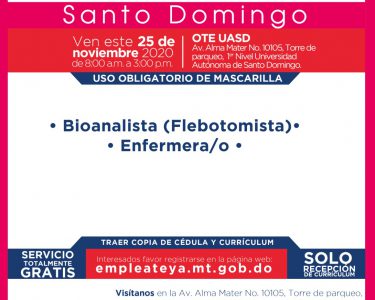 Santo Domingo
Ven este 25 de
noviembre 2020
de 8:00 a.m. a 3:00 p.m.
OTE UASD
Av. Alma Mater No. 10105, Torre de
parqueo, 1er Nivel Universidad
Autónoma de Santo Domingo.
USO OBLIGATORIO DE MASCARILLA
• Bioanalista (Flebotomista)•
• Enfermera/o •
TRAER COPIA DE CÉDULA Y CURRÍCULUM
SERVICIO
TOTALMENTE
GRATIS
Interesados favor registrarse en la página web:
empleateya.mt.gob.do
SOLO
RECEPCIÓN
DE CURRÍCULUM
Visítanos en la Av. Alma Mater No. 10105, Torre de parqueo,